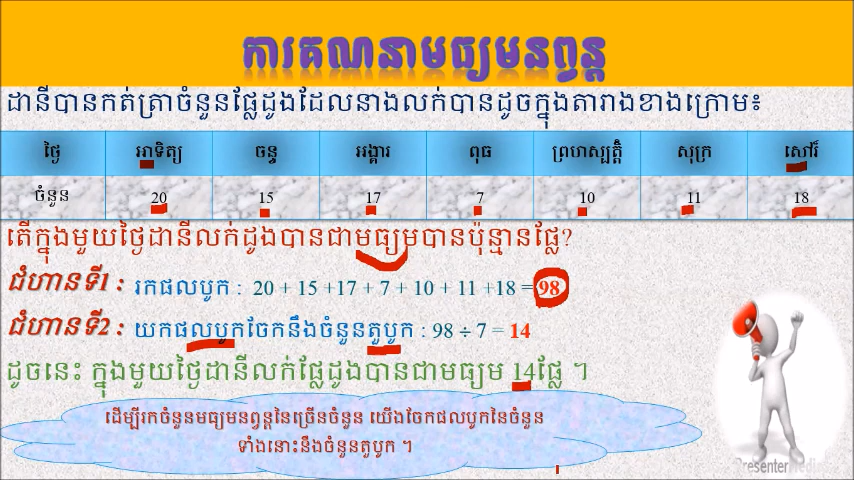 ការគណនាមធ្យមនព្វន្ត
ដានីបានកត់ត្រាចំនួនផ្លែដូងដែលនាងលក់បានដូចក្នុងតារាងខាងក្រោម៖
ថ្ងៃ អាទិត្យ ចន្ទ អង្គារ ពុធ ព្រហស្បត្តិ៍ សុក្រ សៅរ៍
ចំនួន 20 15 17 7 10 11 18
តើក្នុងមួយថ្ងៃដានីលក់ដូងបានជាមធ្យមបានប៉ុន្មានផ្លែ?
ជំហានទី1 : រកផលបូក : 20 + 15 +17 + 7 + 10 + 11 +18 = 98
ជំហានទី2 : យកផលបូកចែកនឹងចំនួនតួបូក : 98 ÷ 7 = 14
ដូចនេះ ក្នុងមួយថ្ងៃដានីលក់ផ្លែដូងបានជាមធ្យម 14ផ្លែ ។
ដើម្បីរកចំនួនមធ្យមនព្វន្តនៃច្រើនចំនួន យើងចែកផលបូកនៃចំនួន
ទាំងនោះនឹងចំនួនតួបូក ។
PresenterMedia